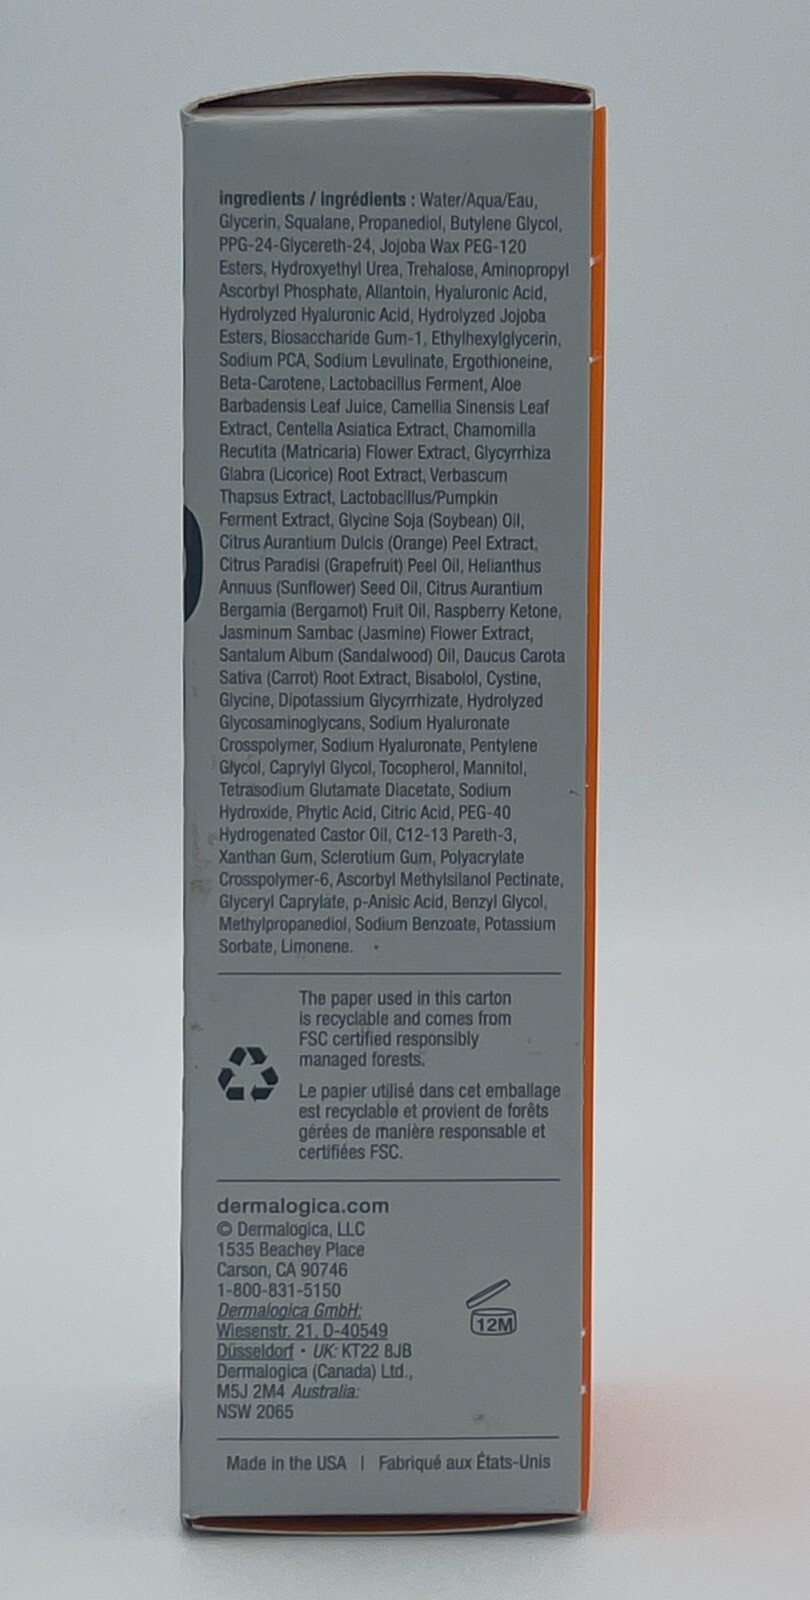 ingredients / ingrédients : Water/Aqua/Eau,
Glycerin, Squalane, Propanediol, Butylene Glycol,
PPG-24-Glycereth-24, Jojoba Wax PEG-120
Esters, Hydroxyethyl Urea, Trehalose, Aminopropyl
Ascorbyl Phosphate, Allantoin, Hyaluronic Acid,
Hydrolyzed Hyaluronic Acid, Hydrolyzed Jojoba
Esters, Biosaccharide Gum-1, Ethylhexylglycerin,
Sodium PCA, Sodium Levulinate, Ergothioneine,
Beta-Carotene, Lactobacillus Ferment, Aloe
Barbadensis Leaf Juice, Camellia Sinensis Leaf
Extract, Centella Asiatica Extract, Chamomilla
Recutita (Matricaria) Flower Extract, Glycyrrhiza
Glabra (Licorice) Root Extract, Verbascum
Thapsus Extract, Lactobacillus/Pumpkin
Ferment Extract, Glycine Soja (Soybean) Oil,
Citrus Aurantium Dulcis (Orange) Peel Extract,
Citrus Paradisi (Grapefruit) Peel Oil, Helianthus
Annuus (Sunflower) Seed Oil, Citrus Aurantium
Bergamia (Bergamot) Fruit Oil, Raspberry Ketone,
Jasminum Sambac (Jasmine) Flower Extract,
Santalum Album (Sandalwood) Oil, Daucus Carota
Sativa (Carrot) Root Extract, Bisabolol, Cystine,
Glycine, Dipotassium Glycyrrhizate, Hydrolyzed
Glycosaminoglycans, Sodium Hyaluronate
Crosspolymer, Sodium Hyaluronate, Pentylene
Glycol, Caprylyl Glycol, Tocopherol, Mannitol,
Tetrasodium Glutamate Diacetate, Sodium
Hydroxide, Phytic Acid, Citric Acid, PEG-40
Hydrogenated Castor Oil, C12-13 Pareth-3,
Xanthan Gum, Sclerotium Gum, Polyacrylate
Crosspolymer-6, Ascorbyl Methylsilanol Pectinate,
Glyceryl Caprylate, p-Anisic Acid, Benzyl Glycol,
Methylpropanediol, Sodium Benzoate, Potassium
Sorbate, Limonene.
The paper used in this carton
is recyclable and comes from
FSC certified responsibly
managed forests.
Le papier utilisé dans cet emballage
est recyclable et provient de forêts
gérées de manière responsable et
certifiées FSC.
dermalogica.com
© Dermalogica, LLC
1535 Beachey Place
Carson, CA 90746
1-800-831-5150
Dermalogica GmbH:
Wiesenstr. 21, D-40549
Düsseldorf • UK: KT22 8JB
Dermalogica (Canada) Ltd.,
M5J 2M4 Australia:
NSW 2065
12M
Made in the USA | Fabriqué aux États-Unis